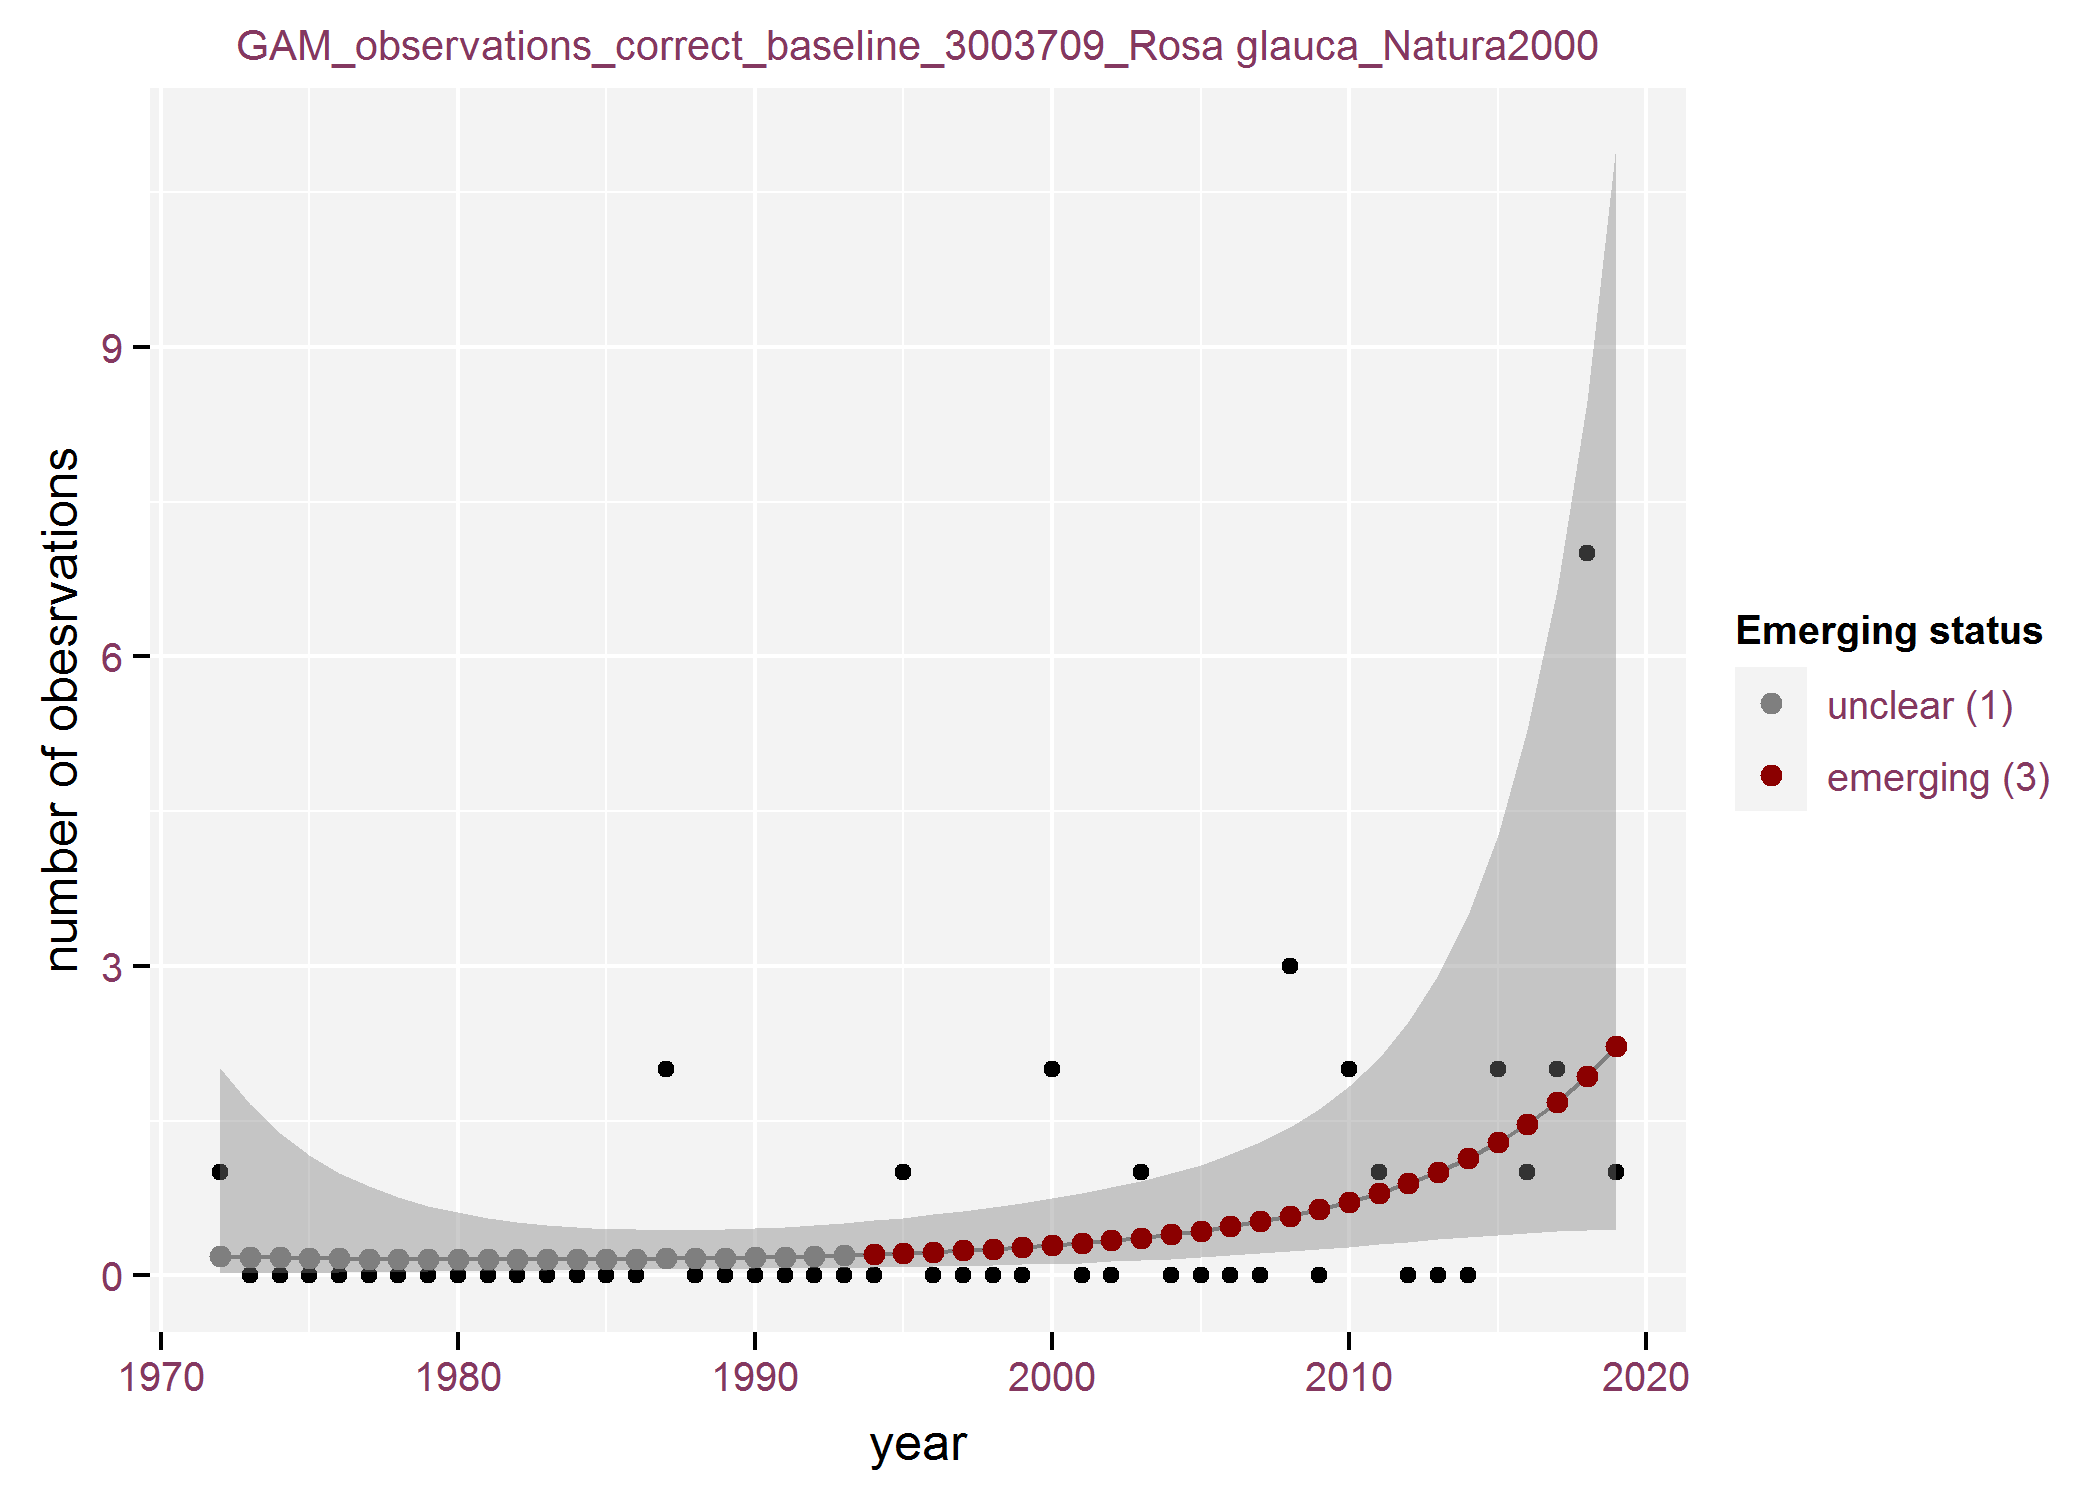 GAM_observations_correct_baseline_3003709_Rosa glauca_Natura2000
number of obesrvations
9
6
3
0
1970 1980 1990 2000 2010 2020
year
Emerging status
unclear (1)
emerging (3)